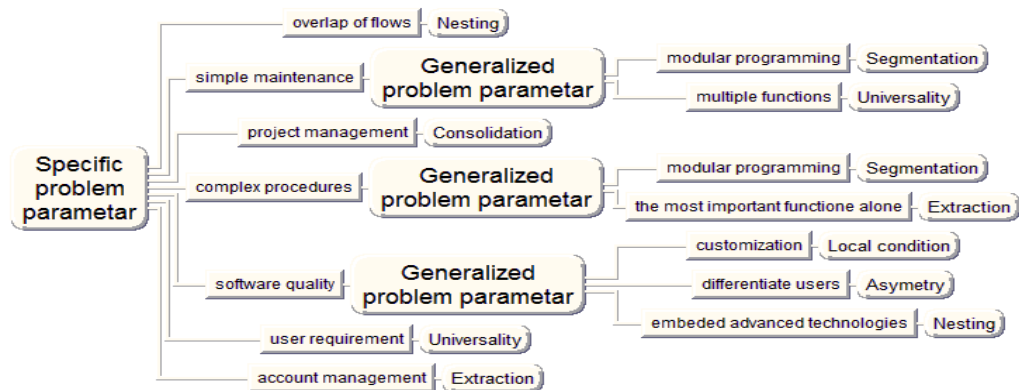 overlap of flows
Nesting
simple maintenance
Generalized
problem parametar
modular programming
Segmentation
multiple functions
Universality
project management
Consolidation
Specific
problem
parametar
complex procedures
Generalized
problem parametar
modular programming
Segmentation
the most important functione alone
Extraction
software quality
Generalized
problem parametar
customization
Local condition
differentiate users
Asymetry
embeded advanced technologies
Nesting
user requirement
Universality
account management
Extraction